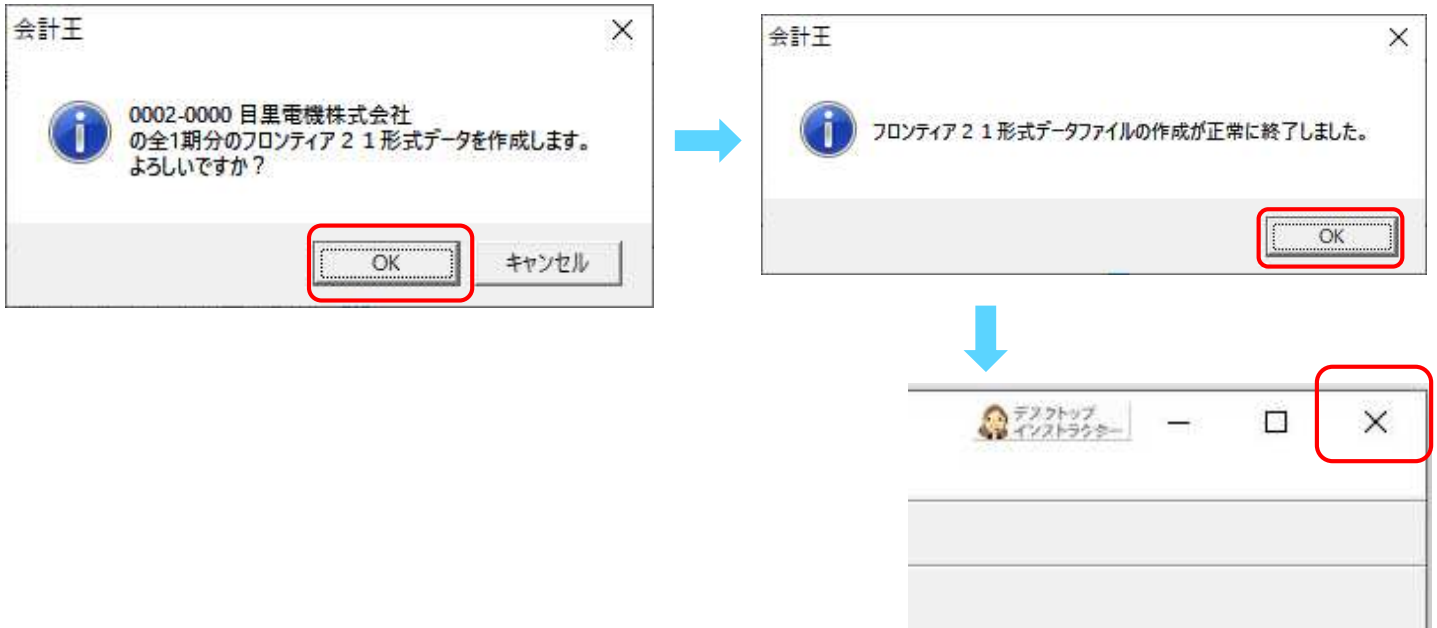 会計王
0002-0000 目黒電機株式会社
の全1期分のフロンティア２１形式データを作成します。
よろしいですか？
OK
キャンセル
会計王
フロンティア２１形式データファイルの作成が正常に終了しました。
OK
デスクトップ
インストラクター